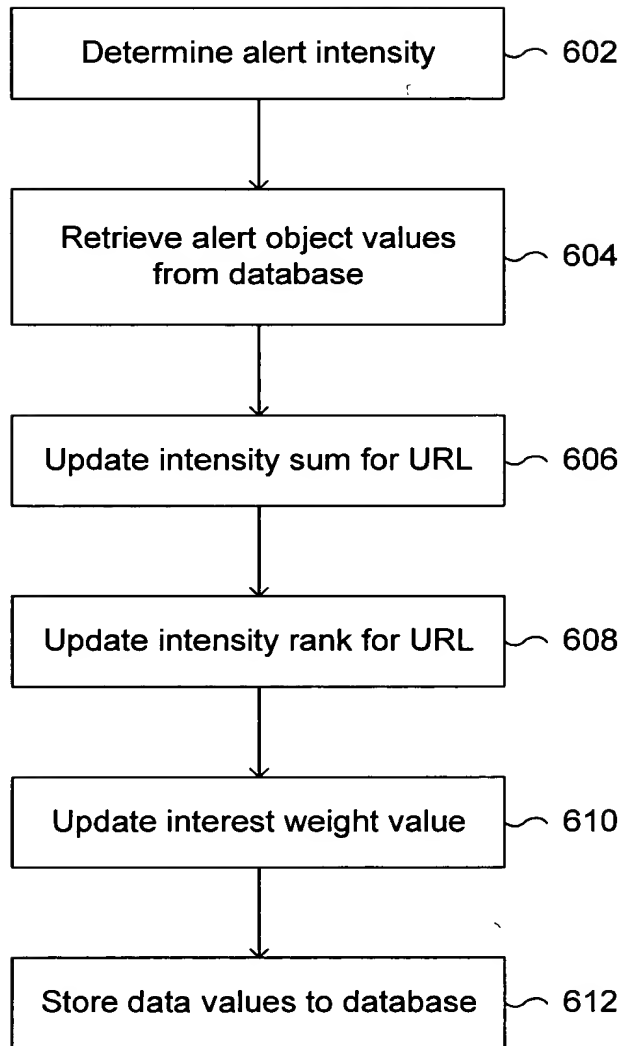 Determine alert intensity 602
Retrieve alert object values
from database 604
Update intensity sum for URL 606
Update intensity rank for URL 608
Update interest weight value 610
Store data values to database 612